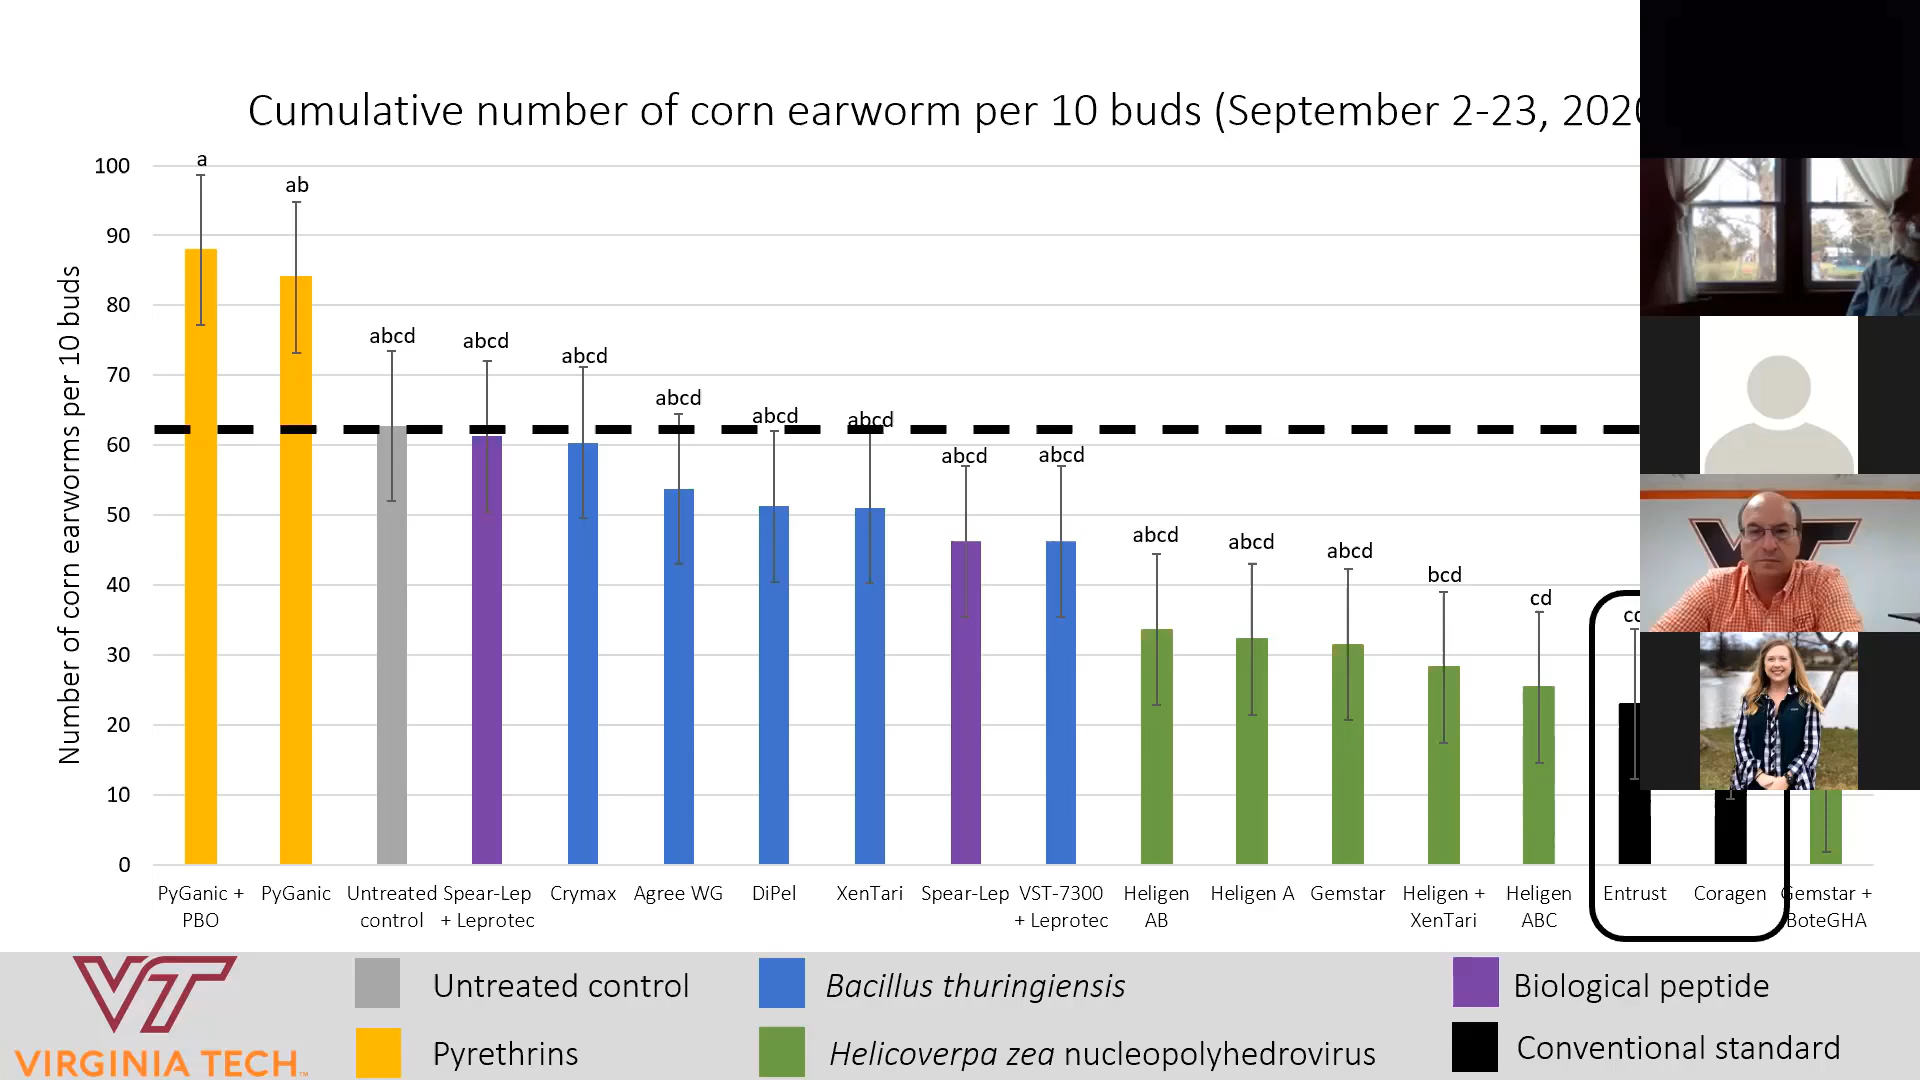 Cumulative number of corn earworm per 10 buds (September 2-23, 2020
Number of corn earworms per 10 buds
100
90
80
70
60
50
40
30
20
10
0
a
ab
abcd
abcd
abcd
abcd
abcd
abcd
abcd
abcd
abcd
abcd
abcd
bcd
cd
PyGanic +
PBO
PyGanic
Untreated
control
Spear-Lep
+ Leprotec
Crymax
Agree WG
DiPel
XenTari
Spear-Lep
VST-7300
+ Leprotec
Heligen
AB
Heligen A
Gemstar
Heligen +
XenTari
Heligen
ABC
Entrust
Coragen
Gemstar +
BoteGHA
VT
VIRGINIA TECH™
Untreated control
Bacillus thuringiensis
Biological peptide
Pyrethrins
Helicoverpa zea nucleopolyhedrovirus
Conventional standard